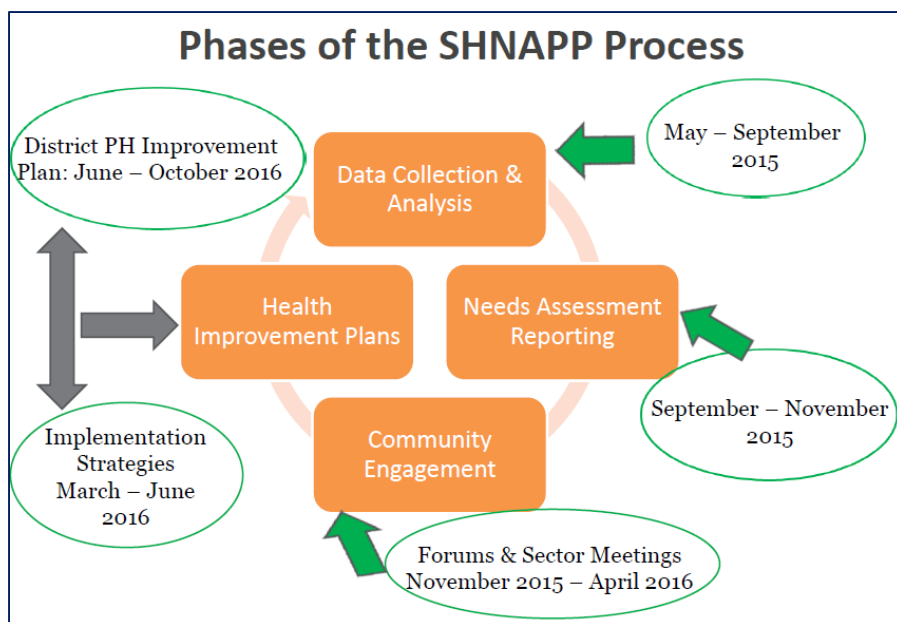 Phases of the SHNAPP Process
District PH Improvement
Plan: June – October 2016
May – September
2015
Data Collection &
Analysis
Health
Improvement Plans
Needs Assessment
Reporting
September – November
2015
Implementation
Strategies
March – June
2016
Community
Engagement
Forums & Sector Meetings
November 2015 – April 2016